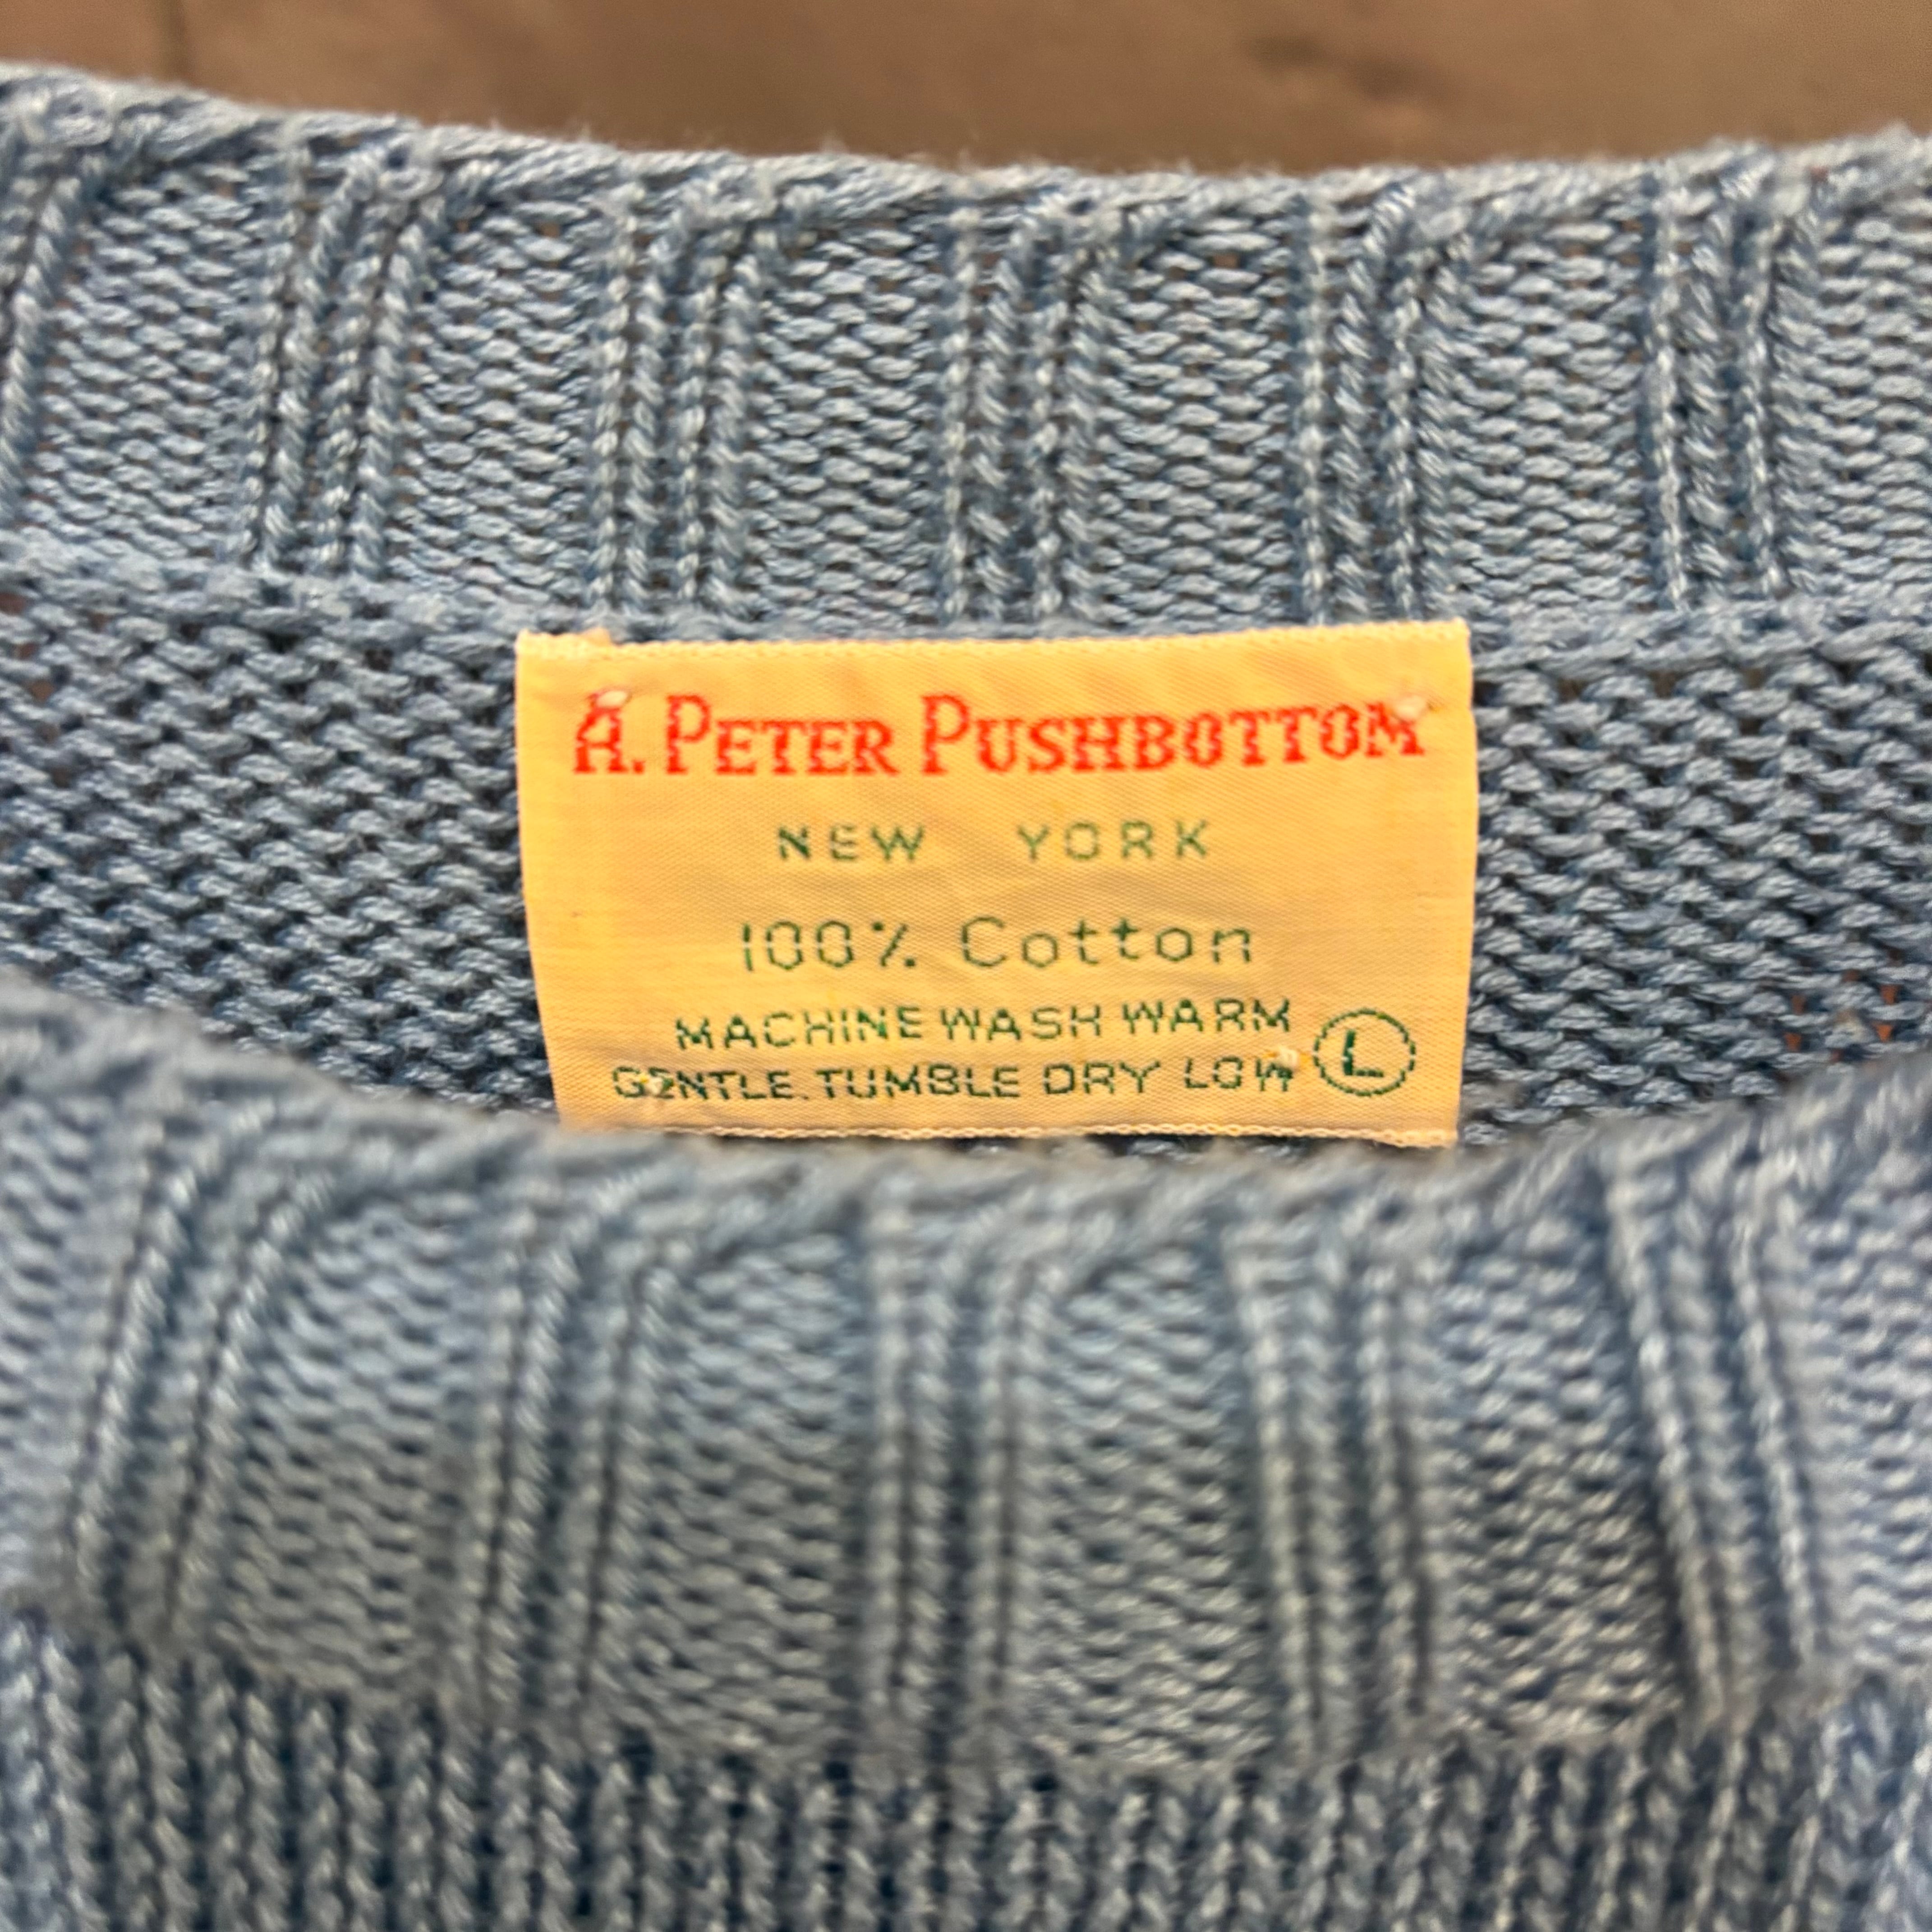 A. PETER PUSHBOTTOM
NEW YORK
100% Cotton
MACHINE WASH WARM
GENTLE. TUMBLE DRY LOW
L